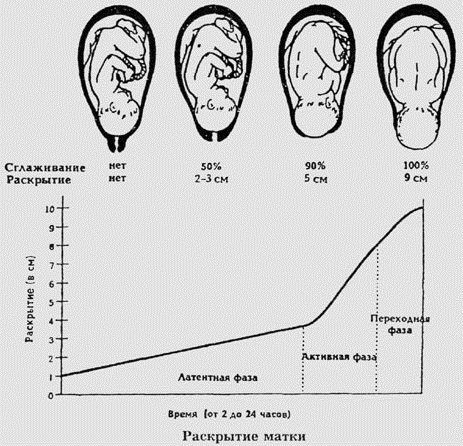 Сглаживание нет 50% 90% 100%
Раскрытие нет 2-3 см 5 см 9 см
Раскрытие (в см)
10
9
8
7
6
5
4
3
2
1
0
Латентная фаза
Активная фаза
Переходная
фаза
Время (от 2 до 24 часов)
Раскрытие матки